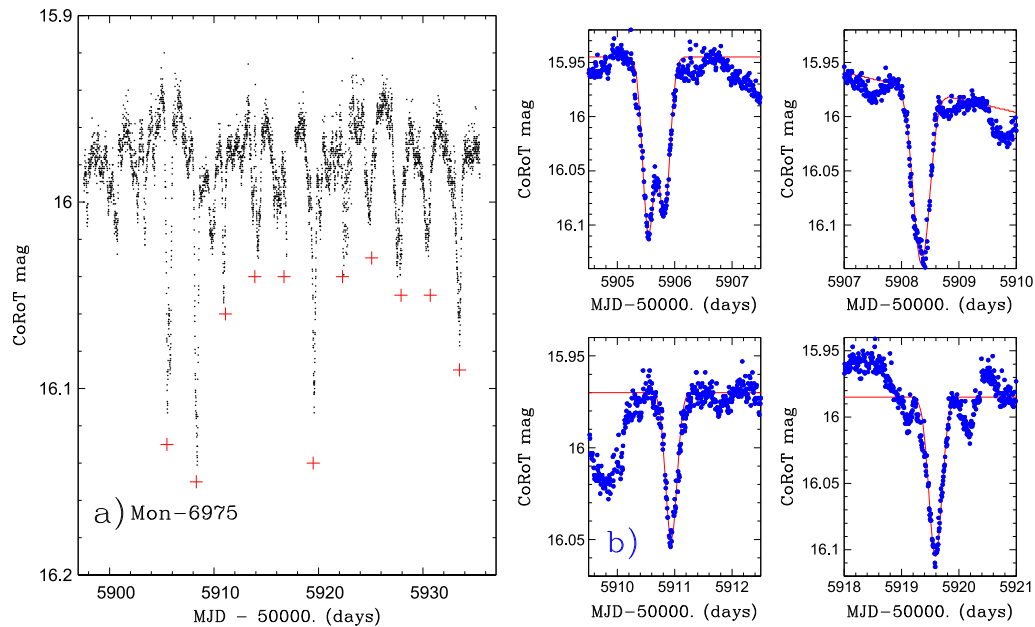 15.9
16
16.1
16.2
CoRoT mag
a) Mon-6975
5900 5910 5920 5930
MJD - 50000. (days)
15.95
16
16.05
16.1
CoRoT mag
5905 5906 5907
MJD-50000. (days)
15.95
16
16.05
16.1
CoRoT mag
5907 5908 5909 5910
MJD-50000. (days)
15.95
16
16.05
CoRoT mag
b)
5910 5911 5912
MJD-50000. (days)
15.95
16
16.05
16.1
CoRoT mag
5918 5919 5920 5921
MJD-50000. (days)